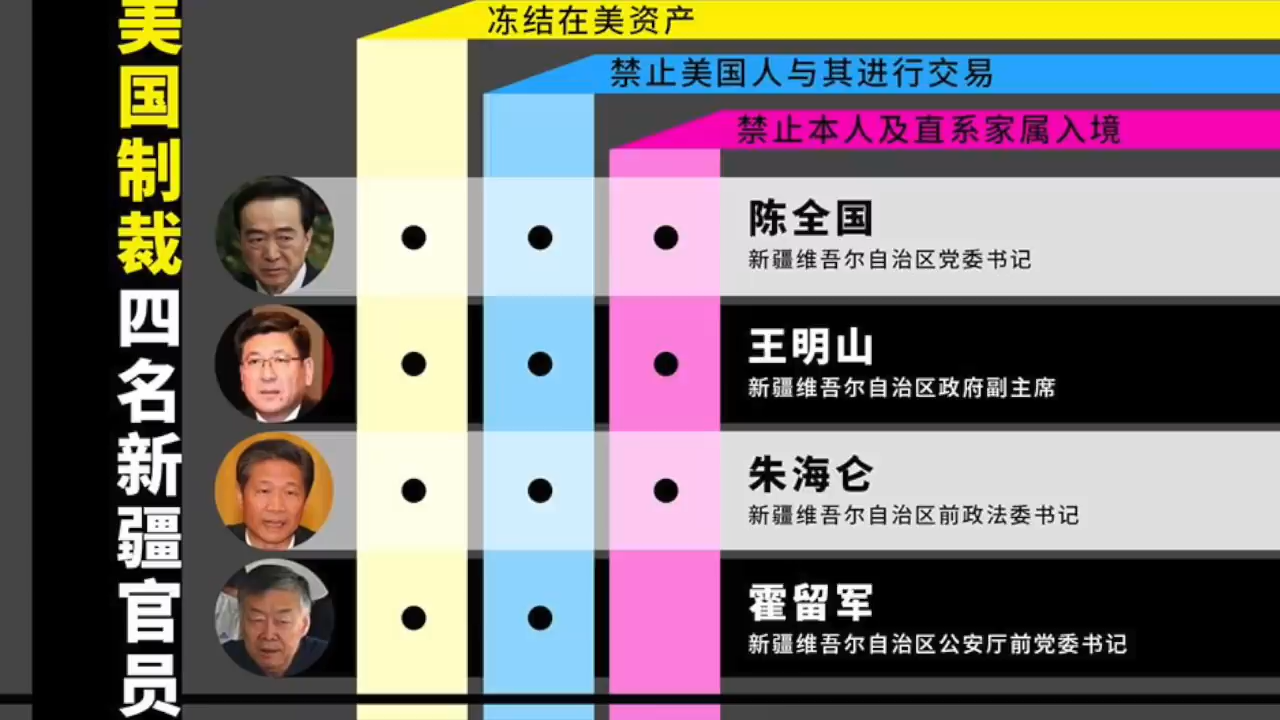 美国制裁四名新疆官员
冻结在美资产
禁止美国人与其进行交易
禁止本人及直系家属入境
陈全国
新疆维吾尔自治区党委书记
王明山
新疆维吾尔自治区政府副主席
朱海仑
新疆维吾尔自治区前政法委书记
霍留军
新疆维吾尔自治区公安厅前党委书记